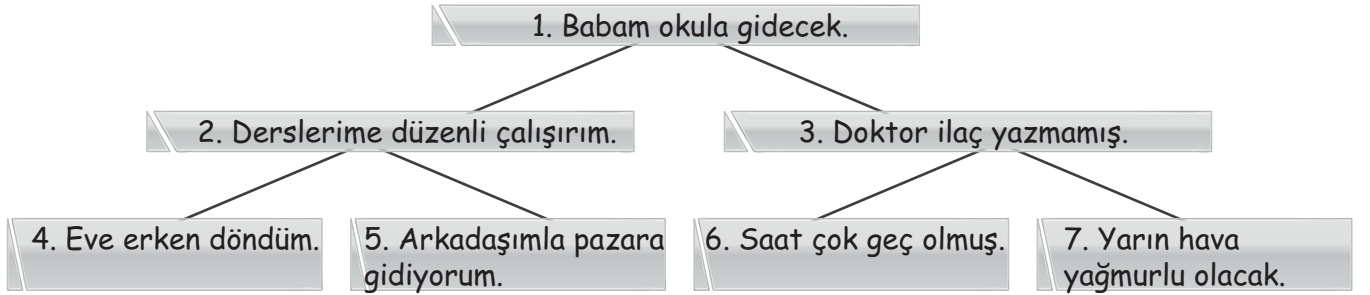 1. Babam okula gidecek.
2. Derslerime düzenli çalışırım.
3. Doktor ilaç yazmamış.
4. Eve erken döndüm.
5. Arkadaşımla pazara
gidiyorum.
6. Saat çok geç olmuş.
7. Yarın hava
yağmurlu olacak.